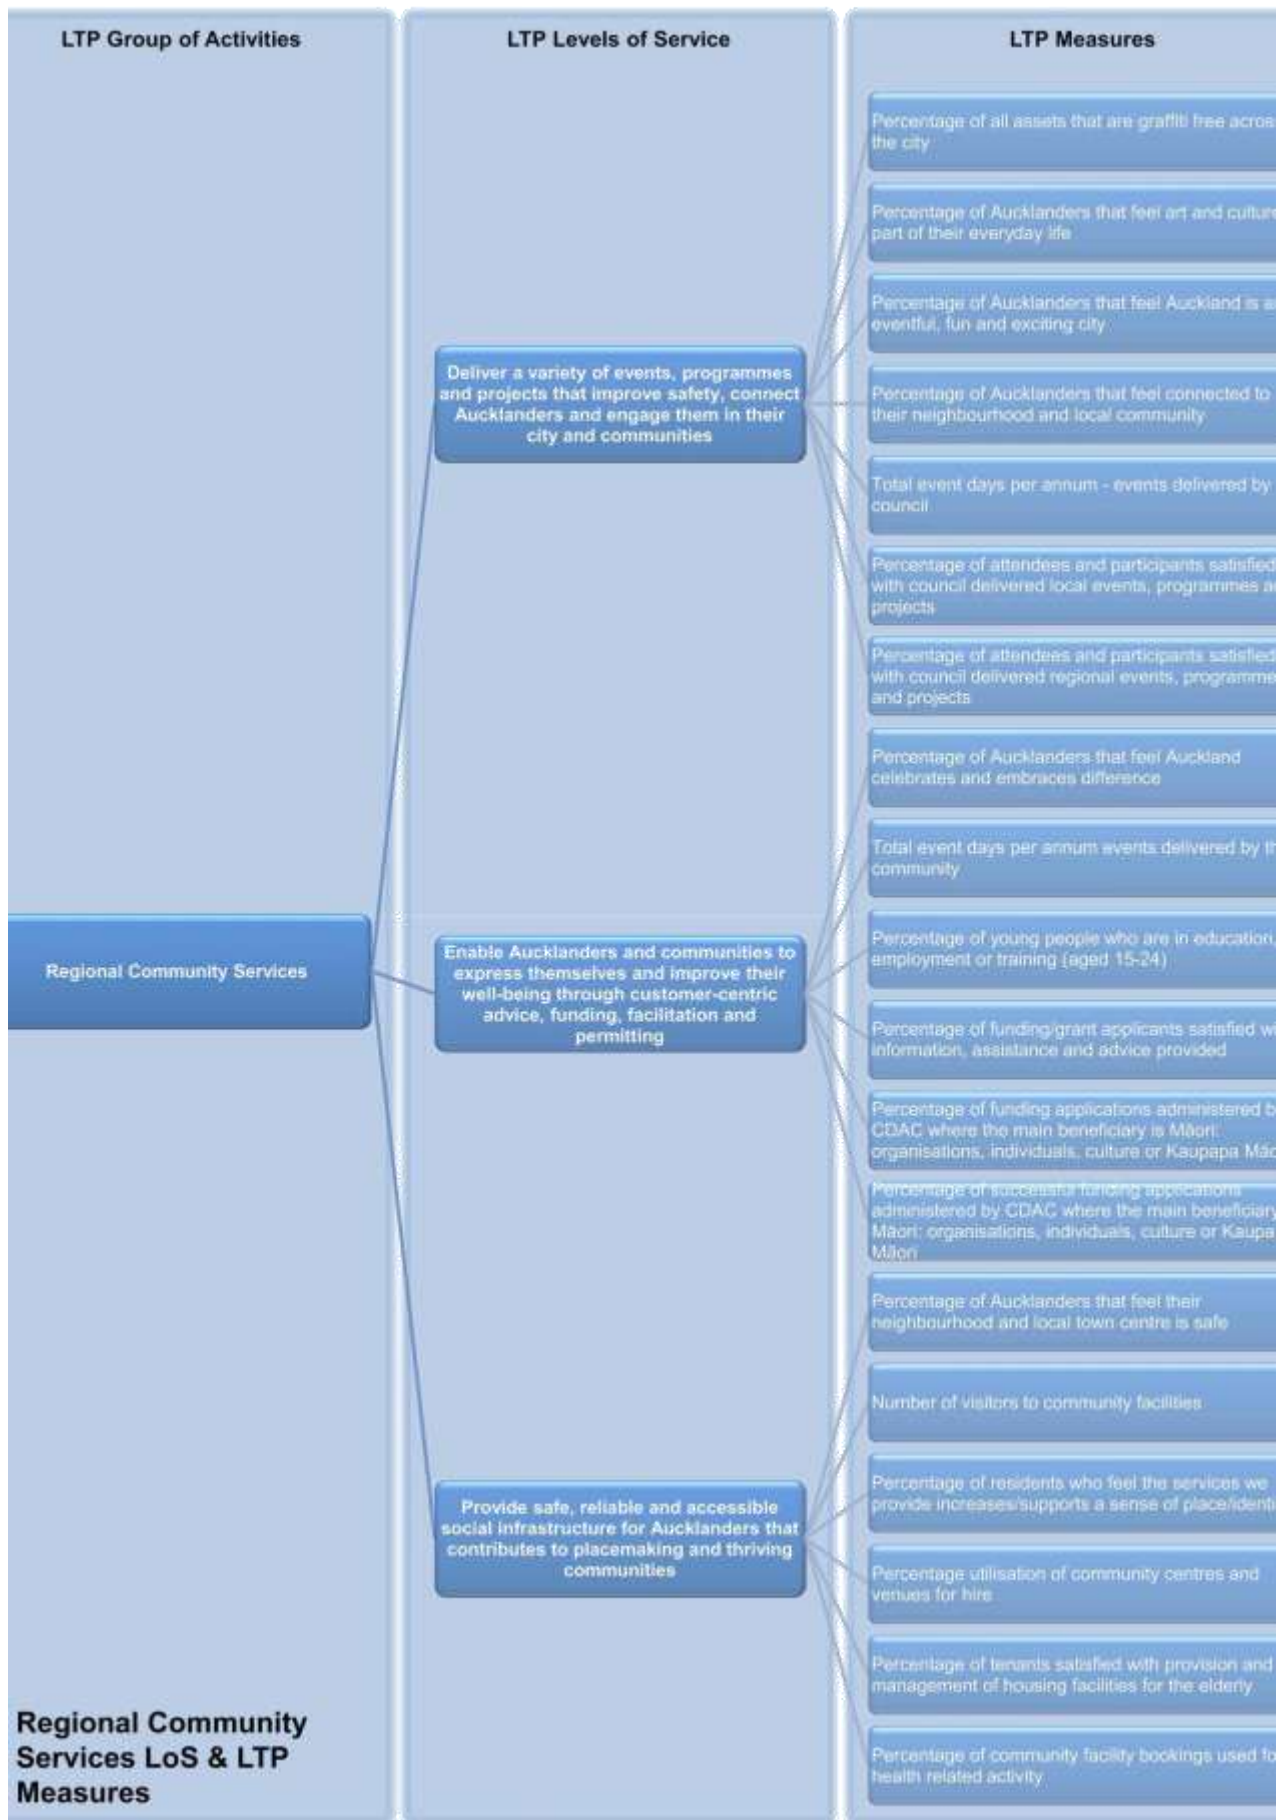 LTP Group of Activities
LTP Levels of Service
LTP Measures
Regional Community Services
Deliver a variety of events, programmes
and projects that improve safety, connect
Aucklanders and engage them in their
city and communities
Enable Aucklanders and communities to
express themselves and improve their
well-being through customer-centric
advice, funding, facilitation and
permitting
Provide safe, reliable and accessible
social infrastructure for Aucklanders that
contributes to placemaking and thriving
communities
Percentage of all assets that are graffiti free
the city
Percentage of Aucklanders that feel art and culture
part of their everyday life
Percentage of Aucklanders that feel Auckland is
eventful, fun and exciting city
Percentage of Aucklanders that feel connected to
their neighbourhood and local community
Total event days per annum - events delivered by
council
Percentage of attendees and participants satisfied
with council delivered local events, programmes
projects
Percentage of attendees and participants satisfied
with council delivered regional events,
and projects
Percentage of Aucklanders that feel Auckland
celebrates and embraces difference
Total event days per annum events delivered by
community
Percentage of young people who are in education,
employment or training (aged 15-24)
Percentage of funding/grant applicants satisfied
information, assistance and advice provided
Percentage of funding applications administered
CDAC where the main beneficiary is Māori:
organisations, individuals, culture or Kaupapa
Percentage of successful funding applications
administered by CDAC where the main beneficiary
Māori: organisations, individuals, culture or
Māori
Percentage of Aucklanders that feel their
neighbourhood and local town centre is safe
Number of visitors to community facilities
Percentage of residents who feel the services we
provide increases/supports a sense of
Percentage utilisation of community centres and
venues for hire
Percentage of tenants satisfied with provision and
management of housing facilities for the elderly
Percentage of community facility bookings used
health related activity
Regional Community
Services LoS & LTP
Measures